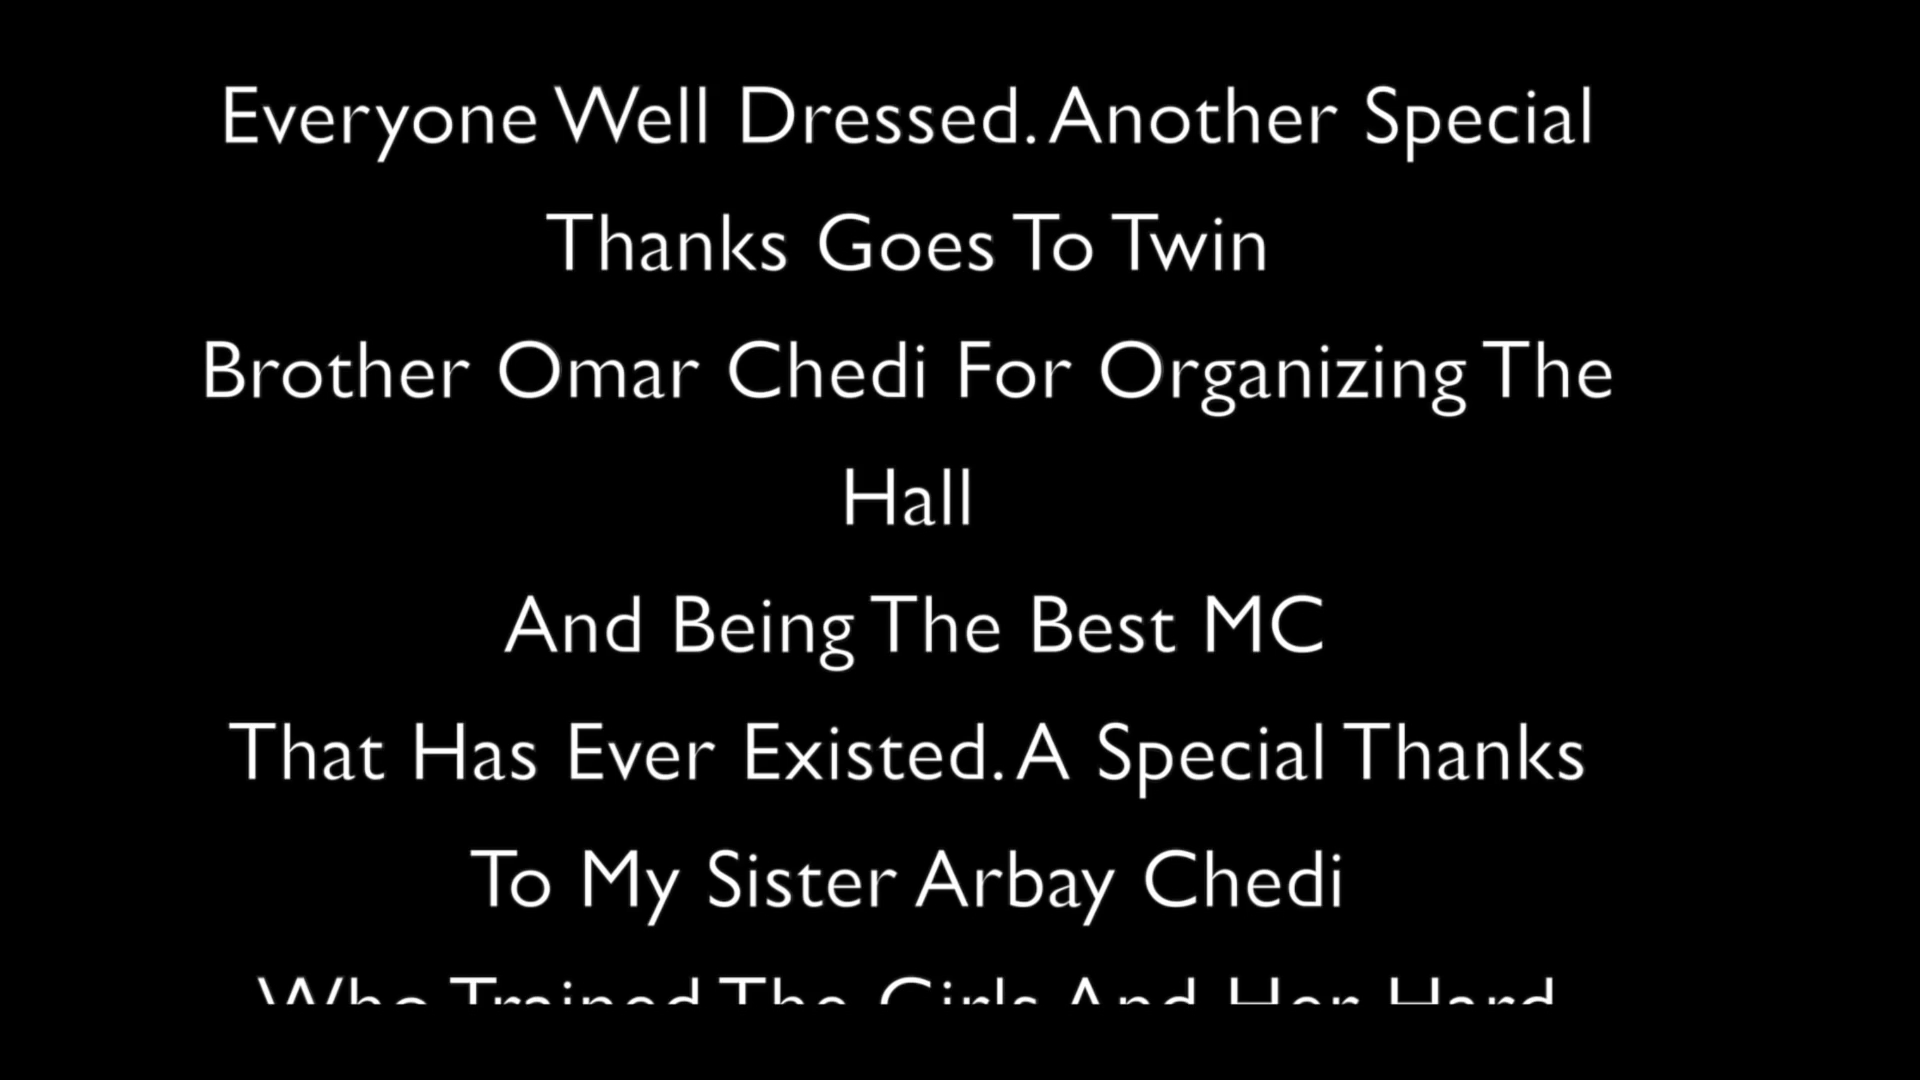 Everyone Well Dressed. Another Special
Thanks Goes To Twin
Brother Omar Chedi For Organizing The
Hall
And Being The Best MC
That Has Ever Existed. A Special Thanks
To My Sister Arbay Chedi
Who Trained The Girls And Her Hard